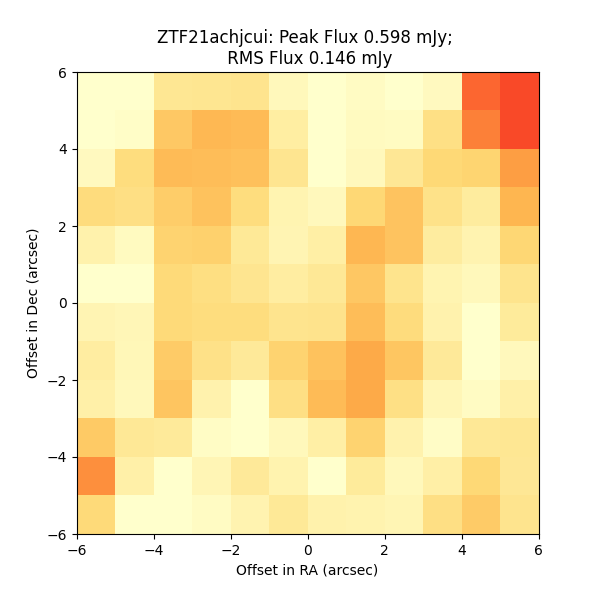 ZTF21achjcui: Peak Flux 0.598 mJy;
RMS Flux 0.146 mJy
6
4
2
0
−2
−4
−6
Offset in Dec (arcsec)
−6 −4 −2 0 2 4 6
Offset in RA (arcsec)